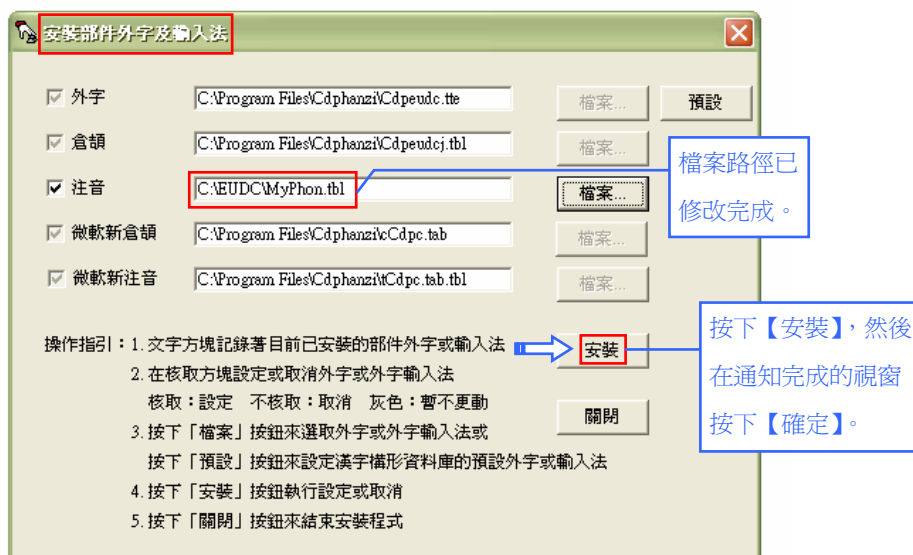 安裝部件外字及輸入法
外字 C:\Program Files\Cdphanzi\Cdpeudc.tte 檔案... 預設
倉頡 C:\Program Files\Cdphanzi\Cdpeudcj.tbl 檔案...
注音 C:\EUDC\MyPhon.tbl 檔案...
微軟新倉頡 C:\Program Files\Cdphanzi\cCdpc.tab 檔案...
微軟新注音 C:\Program Files\Cdphanzi\tCdpc.tab.tbl 檔案...
檔案路徑已
修改完成。
操作指引：1. 文字方塊記錄著目前已安裝的部件外字或輸入法
2. 在核取方塊設定或取消外字或外字輸入法
核取：設定 不核取：取消 灰色：暫不更動
3. 按下「檔案」按鈕來選取外字或外字輸入法或
按下「預設」按鈕來設定漢字構形資料庫的預設外字或輸入法
4. 按下「安裝」按鈕執行設定或取消
5. 按下「關閉」按鈕來結束安裝程式
安裝
關閉
按下【安裝】，然後
在通知完成的視窗
按下【確定】。